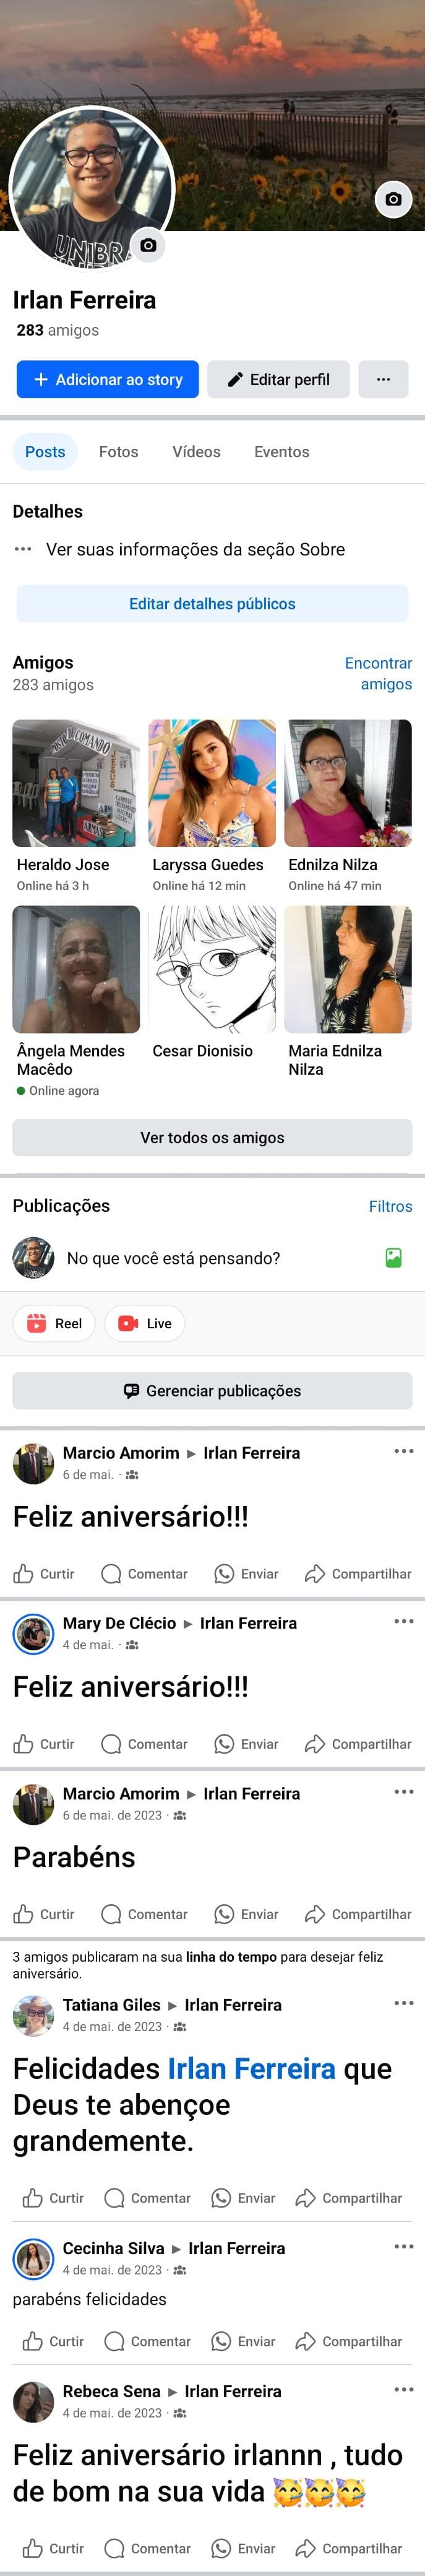 UNIBRA
Irlan Ferreira
283 amigos
Adicionar ao story
Editar perfil
Posts
Fotos
Vídeos
Eventos
Detalhes
Ver suas informações da seção Sobre
Editar detalhes públicos
Amigos
283 amigos
Encontrar
amigos
COMANDO
JESUS
ARMAS
Heraldo Jose
Online há 3 h
Laryssa Guedes
Online há 12 min
Ednilza Nilza
Online há 47 min
Ângela Mendes
Macêdo
Online agora
Cesar Dionisio
Maria Ednilza
Nilza
Ver todos os amigos
Publicações
Filtros
No que você está pensando?
Reel
Live
Gerenciar publicações
Marcio Amorim ▸ Irlan Ferreira
6 de mai. ·
Feliz aniversário!!!
Curtir Comentar Enviar Compartilhar
Mary De Clécio ▸ Irlan Ferreira
4 de mai. ·
Feliz aniversário!!!
Curtir Comentar Enviar Compartilhar
Marcio Amorim ▸ Irlan Ferreira
6 de mai. de 2023 ·
Parabéns
Curtir Comentar Enviar Compartilhar
3 amigos publicaram na sua linha do tempo para desejar feliz
aniversário.
Tatiana Giles ▸ Irlan Ferreira
4 de mai. de 2023 ·
Felicidades Irlan Ferreira que
Deus te abençoe
grandemente.
Curtir Comentar Enviar Compartilhar
Cecinha Silva ▸ Irlan Ferreira
4 de mai. de 2023 ·
parabéns felicidades
Curtir Comentar Enviar Compartilhar
Rebeca Sena ▸ Irlan Ferreira
4 de mai. de 2023 ·
Feliz aniversário irlannn , tudo
de bom na sua vida 🥳🥳🥳
Curtir Comentar Enviar Compartilhar